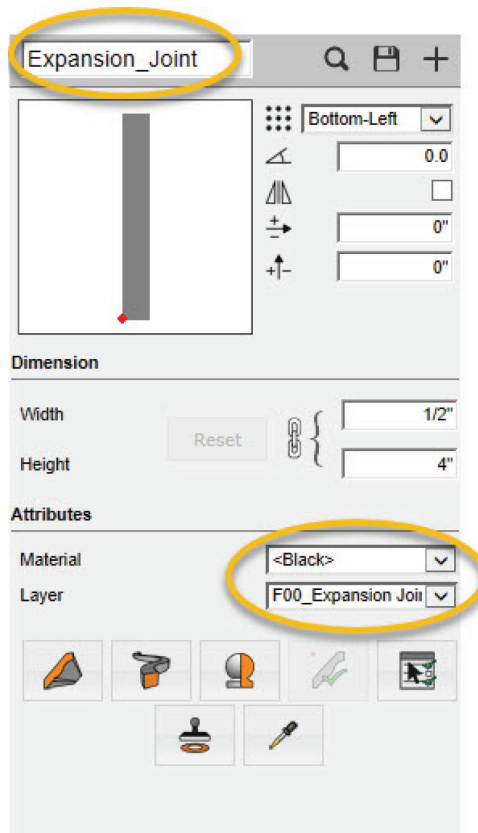 Expansion_Joint
Bottom-Left
0.0
0"
0"
Dimension
Width 1/2"
Reset
Height 4"
Attributes
Material <Black>
Layer F00_Expansion Joi